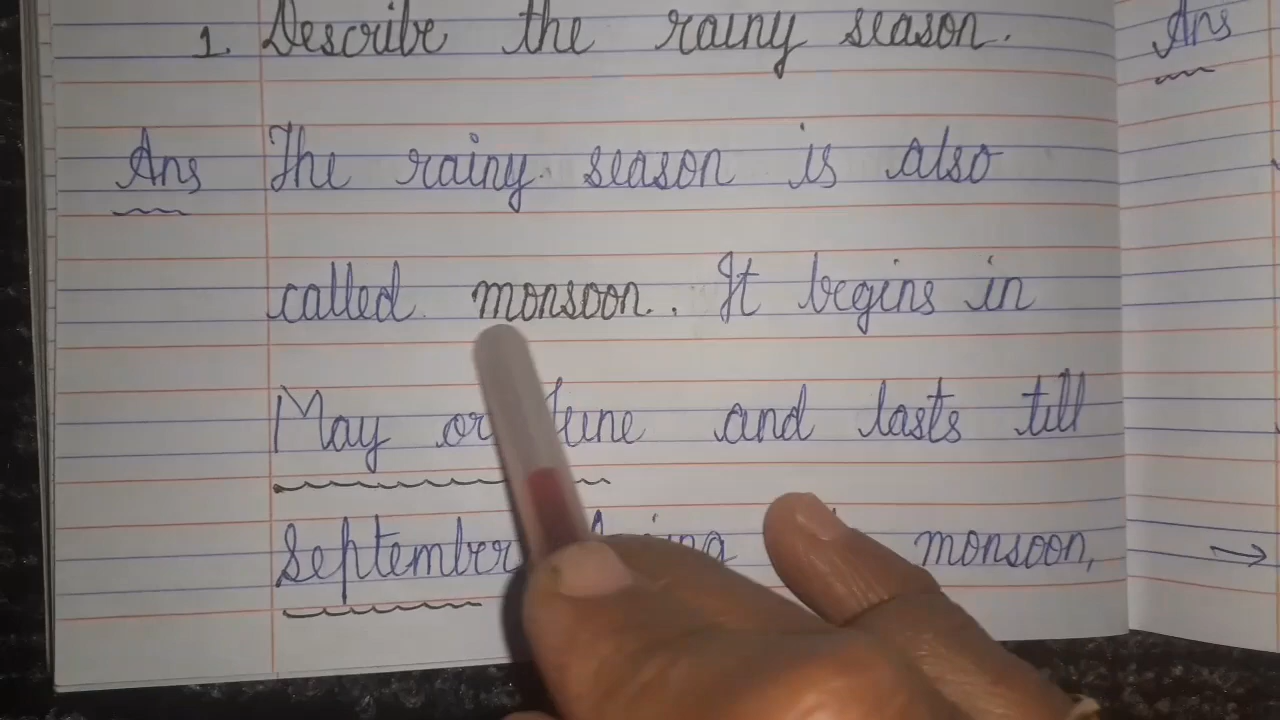 1. Describe the rainy season.
Ans The rainy season is also
called monsoon. It begins in
May or June and lasts till
September monsoon,
Ans